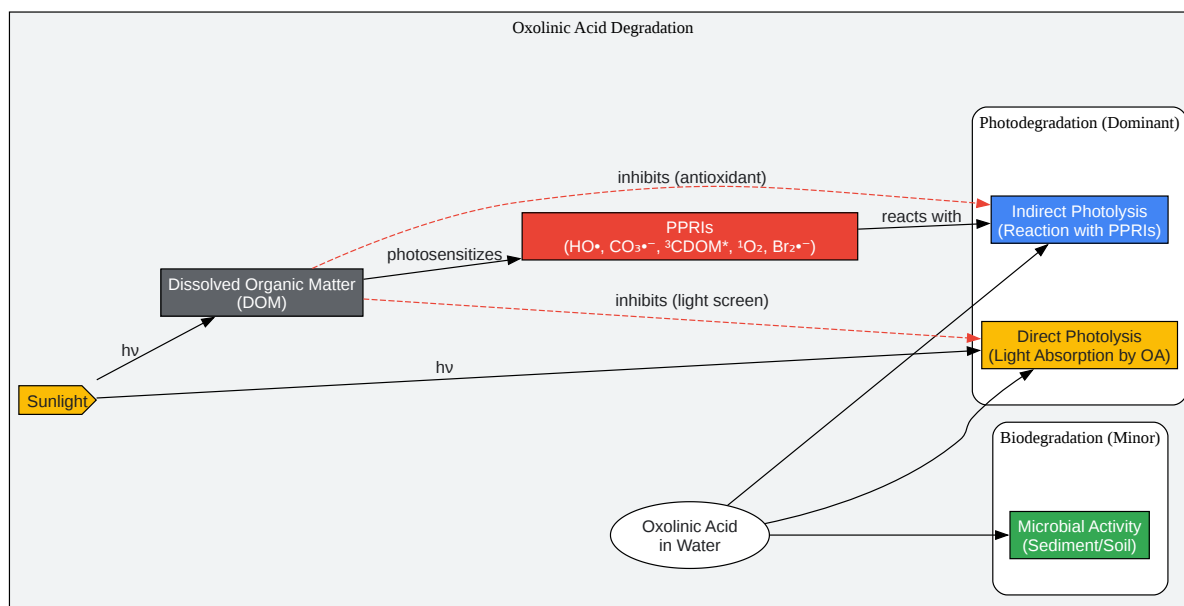 Oxolinic Acid Degradation
Photodegradation (Dominant)
inhibits (antioxidant)
PPRIs
(HO•, CO₃•⁻, ³CDOM*, ¹O₂, Br₂•⁻)
reacts with
Indirect Photolysis
(Reaction with PPRIs)
photosensitizes
Dissolved Organic Matter
(DOM)
inhibits (light screen)
Direct Photolysis
(Light Absorption by OA)
hν
hν
Sunlight
Biodegradation (Minor)
Oxolinic Acid
in Water
Microbial Activity
(Sediment/Soil)